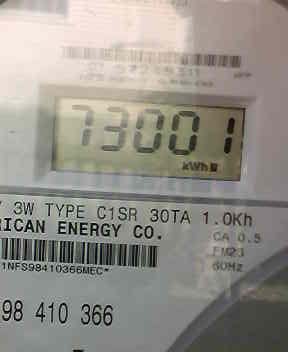 73001
kWh
3W TYPE C1SR 30TA 1.0Kh
RICAN ENERGY CO.
CA 0.5
FM2S
60Hz
1NFS98410366MEC*
98 410 366